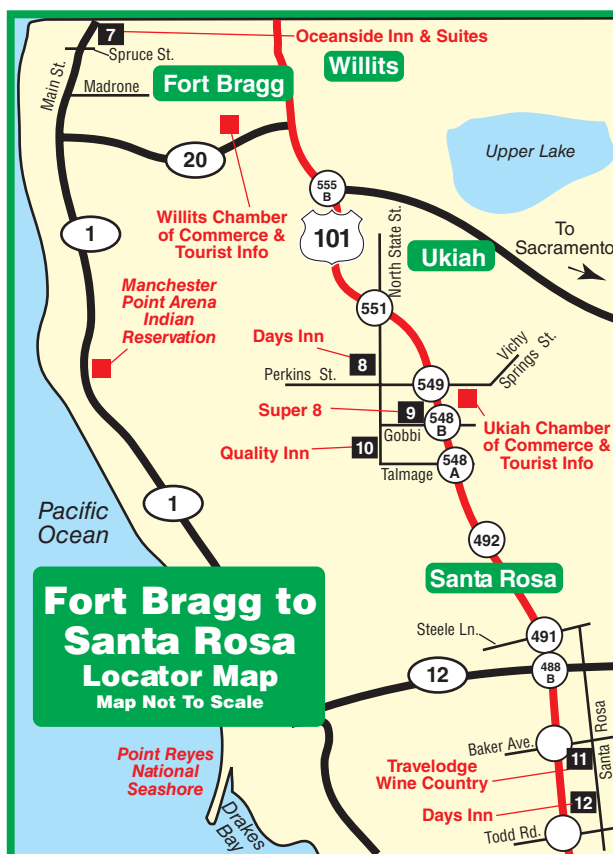 7
Oceanside Inn & Suites
Spruce St.
Main St.
Madrone
Fort Bragg
Willits
20
Willits Chamber
of Commerce &
Tourist Info
1
555
B
101
Upper Lake
To
Sacramento
North State St.
Ukiah
551
Manchester
Point Arena
Indian
Reservation
Days Inn
8
Perkins St.
549
Vichy
Springs St.
Super 8
9
548
B
Gobbi
Ukiah Chamber
of Commerce &
Tourist Info
Quality Inn
10
548
A
Talmage
1
Pacific
Ocean
492
Santa Rosa
Fort Bragg to
Santa Rosa
Locator Map
Map Not To Scale
Steele Ln.
491
12
488
B
Santa Rosa
Baker Ave.
11
Travelodge
Wine Country
Point Reyes
National
Seashore
12
Days Inn
Drakes
Bay
Todd Rd.